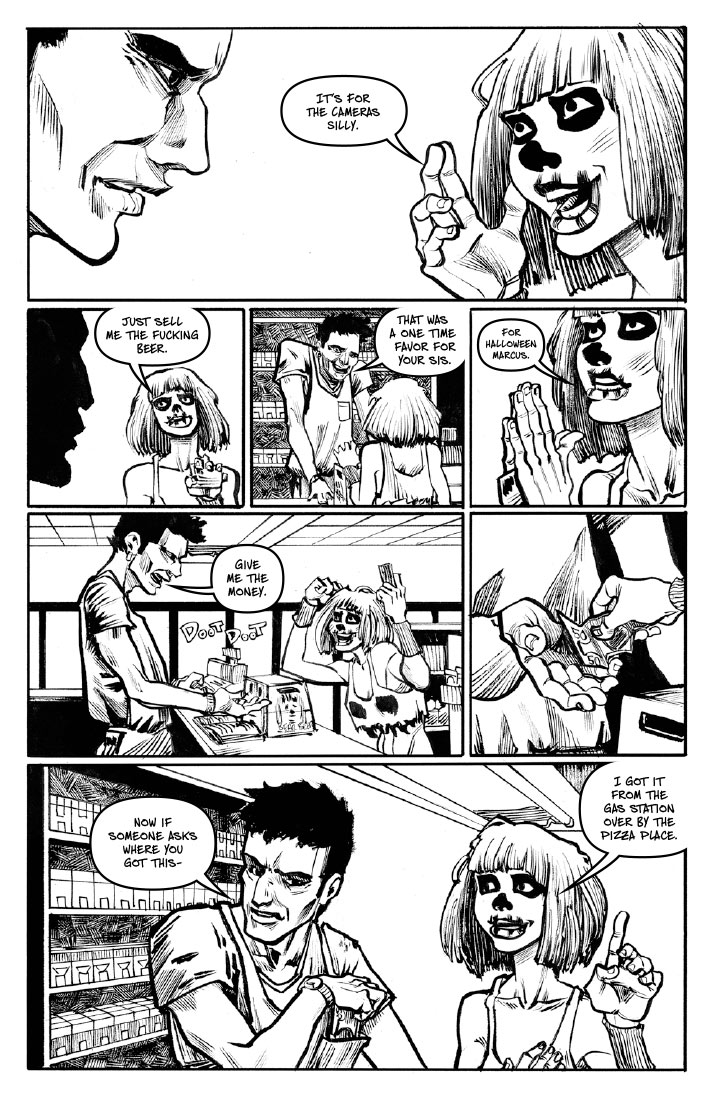 IT'S FOR
THE CAMERAS
SILLY.
JUST SELL
ME THE FUCKING
BEER.
THAT WAS
A ONE TIME
FAVOR FOR
YOUR SIS.
FOR
HALLOWEEN
MARCUS.
GIVE
ME THE
MONEY.
DOOT DOOT
NOW IF
SOMEONE ASKS
WHERE YOU
GOT THIS-
I GOT IT
FROM THE
GAS STATION
OVER BY THE
PIZZA PLACE.